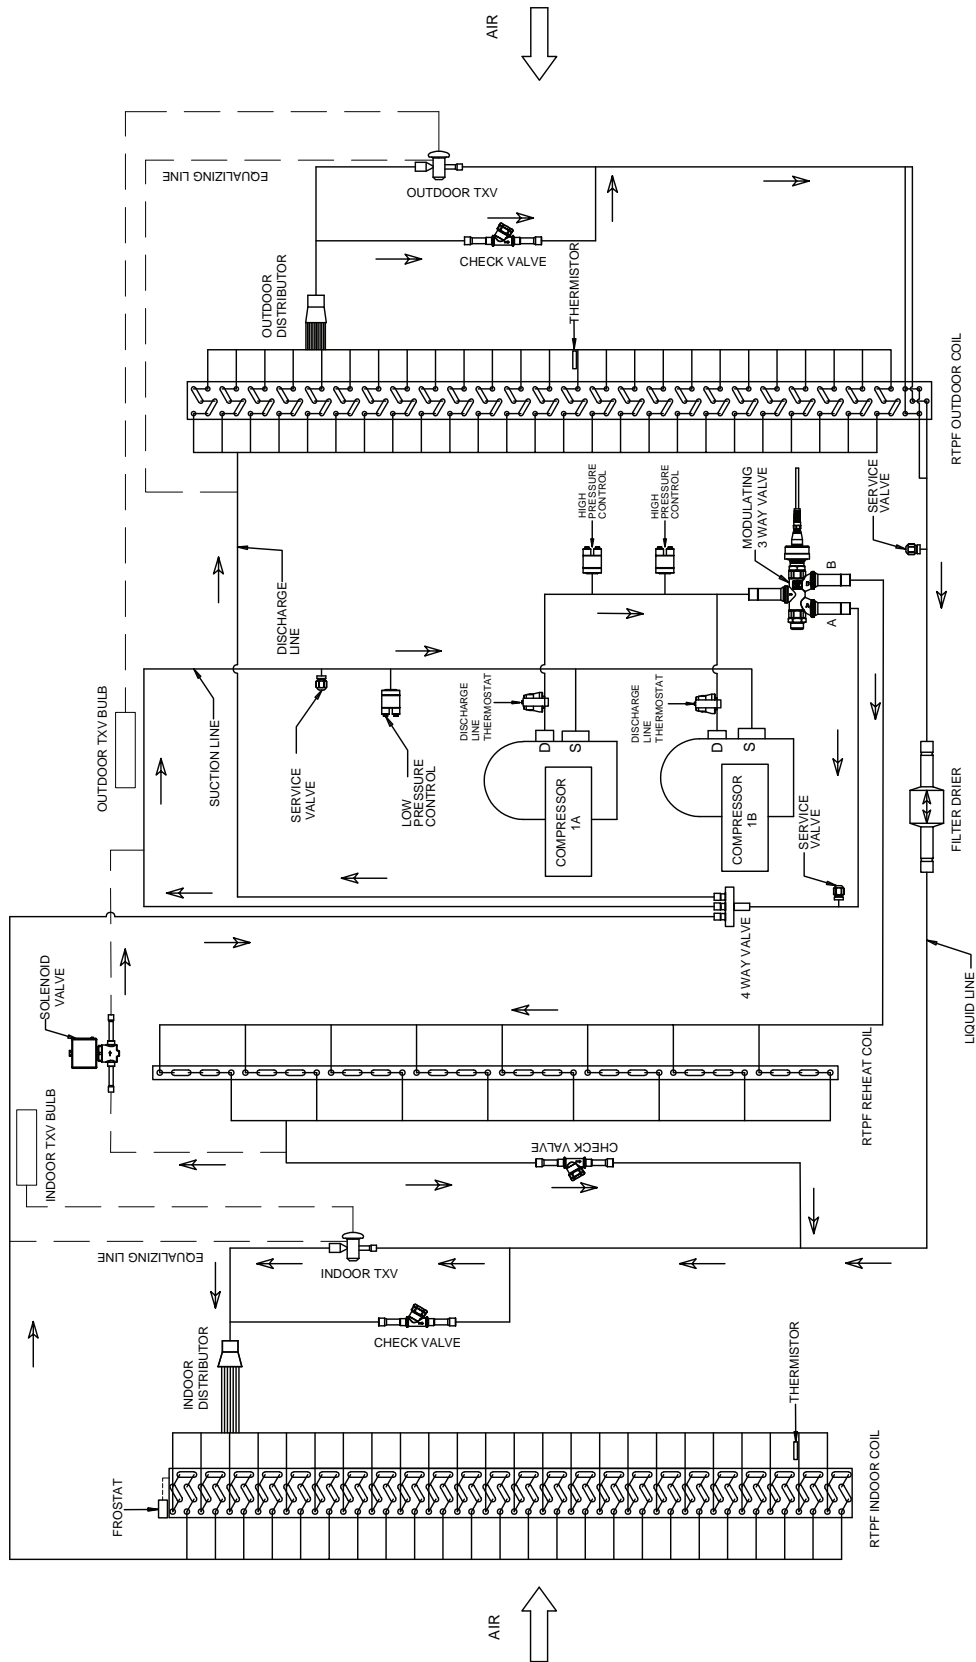 AIR
EQUALIZING LINE
OUTDOOR TXV
CHECK VALVE
OUTDOOR
DISTRIBUTOR
THERMISTOR
RTPF OUTDOOR COIL
HIGH
PRESSURE
CONTROL
HIGH
PRESSURE
CONTROL
MODULATING
3 WAY VALVE
A
B
SERVICE
VALVE
DISCHARGE
LINE
OUTDOOR TXV BULB
SUCTION LINE
SERVICE
VALVE
LOW
PRESSURE
CONTROL
DISCHARGE
LINE
THERMOSTAT
D
S
COMPRESSOR
1A
DISCHARGE
LINE
THERMOSTAT
D
S
COMPRESSOR
1B
SERVICE
VALVE
FILTER DRIER
4 WAY VALVE
LIQUID LINE
SOLENOID
VALVE
RTPF REHEAT COIL
INDOOR TXV BULB
CHECK VALVE
EQUALIZING LINE
INDOOR TXV
CHECK VALVE
INDOOR
DISTRIBUTOR
THERMISTOR
FROSTAT
RTPF INDOOR COIL
AIR